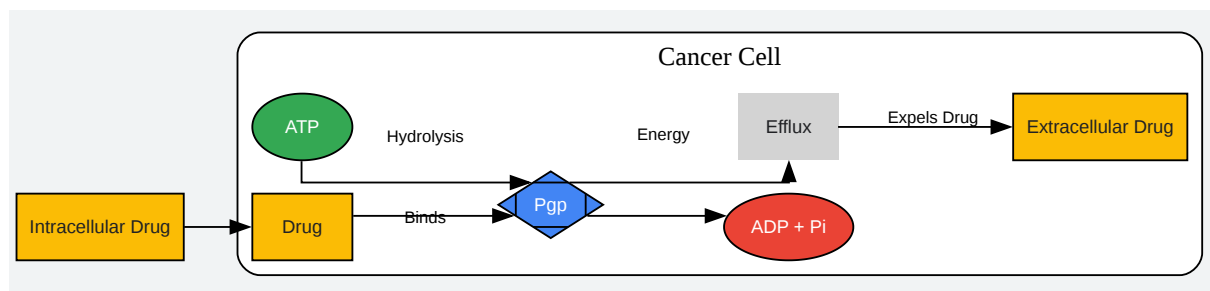 Cancer Cell
ATP
Hydrolysis
Energy
Efflux
Expels Drug
Extracellular Drug
Intracellular Drug
Drug
Binds
Pgp
ADP + Pi